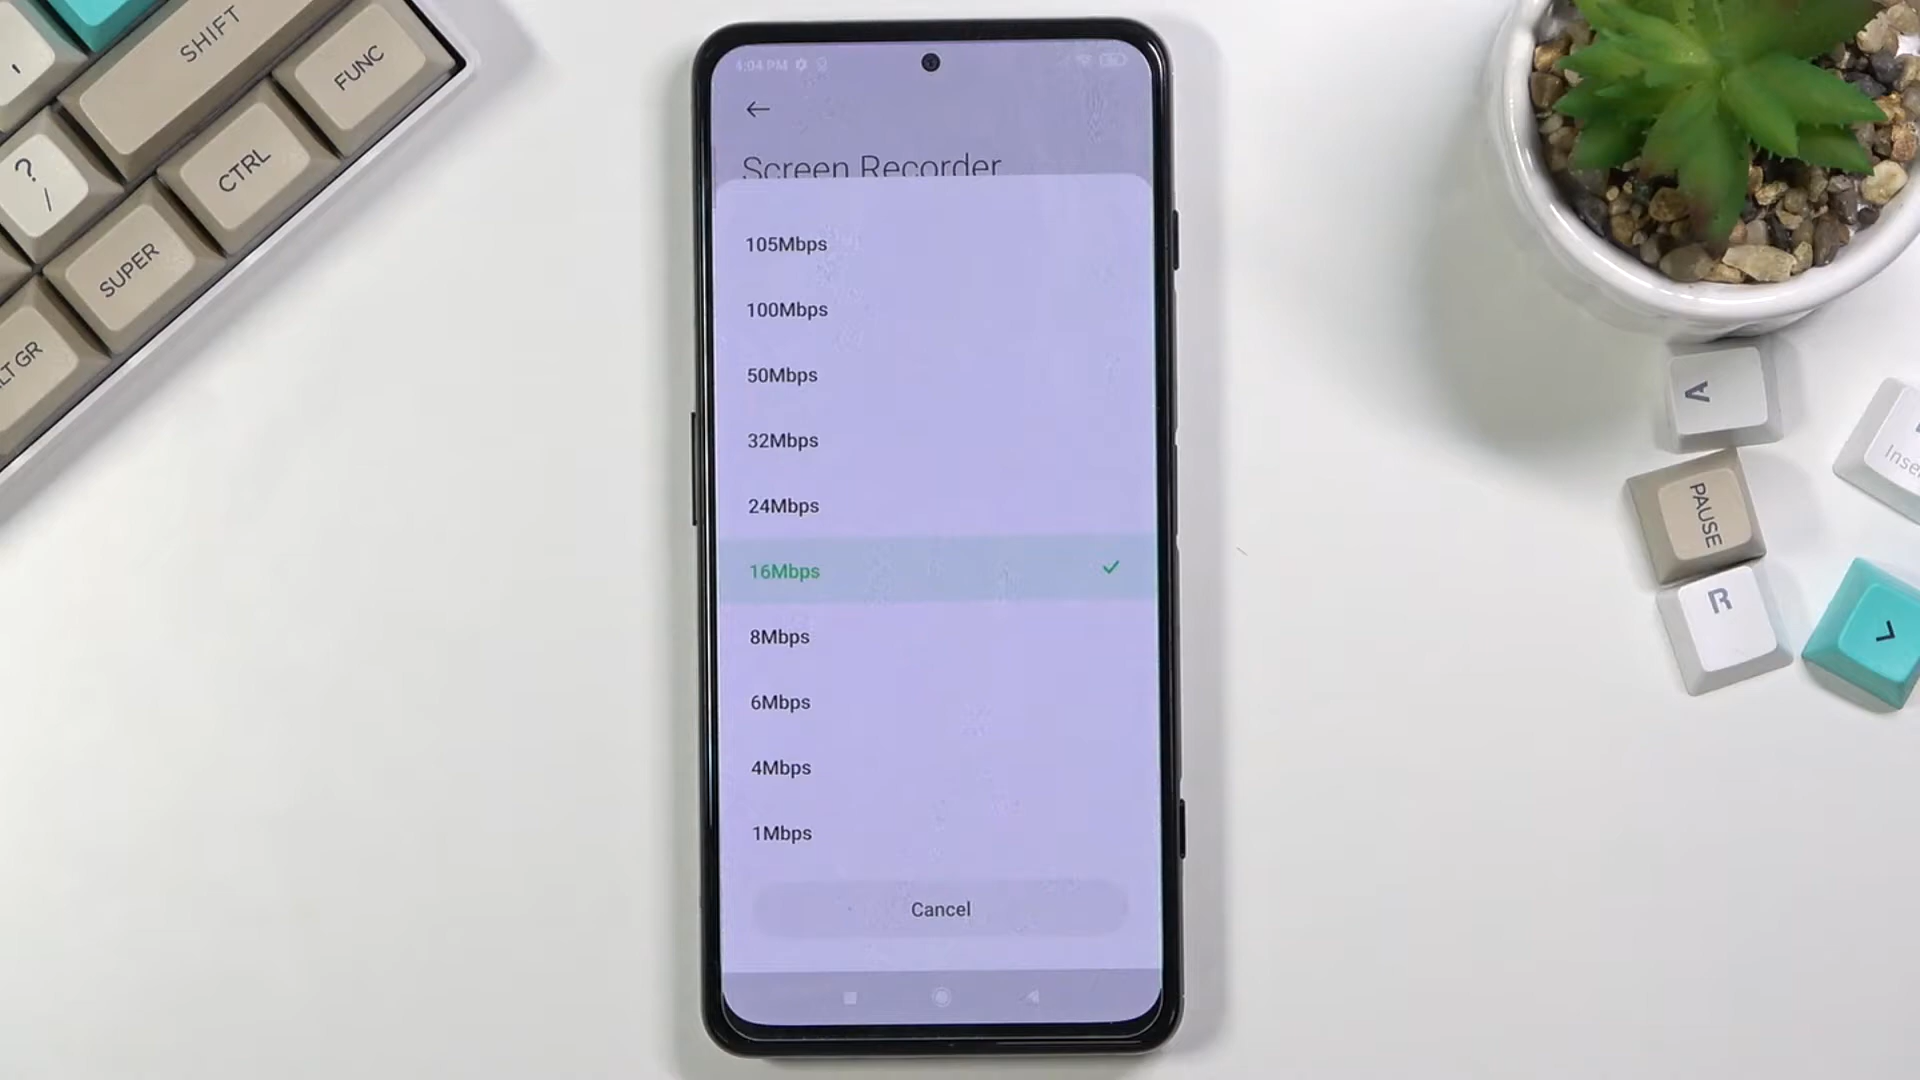 SHIFT
FUNC
CTRL
?
/
SUPER
LT GR
,
4:04 PM
Screen Recorder
105Mbps
100Mbps
50Mbps
32Mbps
24Mbps
16Mbps
8Mbps
6Mbps
4Mbps
1Mbps
Cancel
A
PAUSE
R
Inse